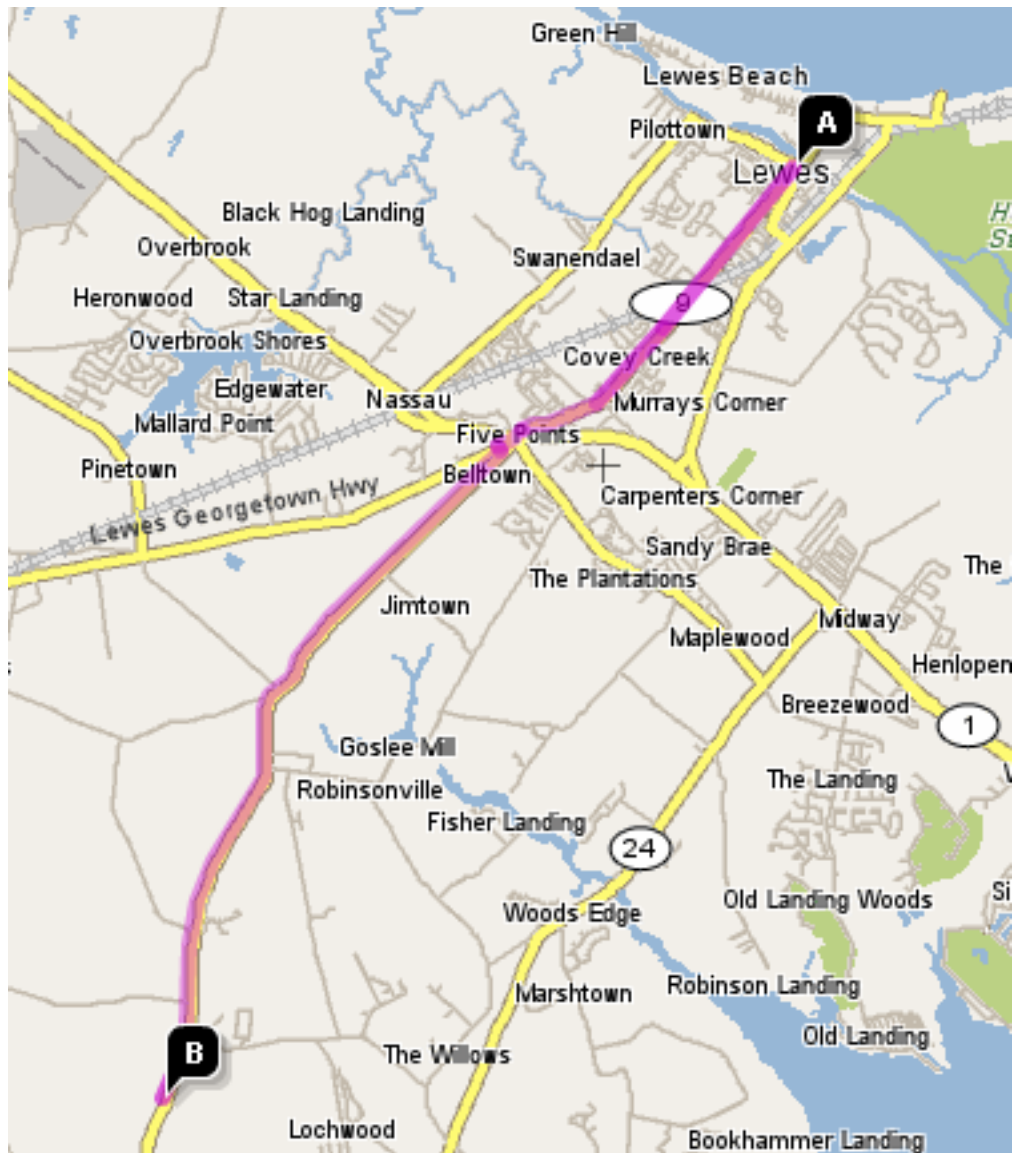 Green Hill
Lewes Beach
A
Pilottown
Lewes
Black Hog Landing
Overbrook
Swanendael
Heronwood
Star Landing
9
Overbrook Shores
Covey Creek
Edgewater
Nassau
Murrays Corner
Mallard Point
Five Points
Pinetown
Belltown
Lewes Georgetown Hwy
Carpenters Corner
Sandy Brae
The
The Plantations
Jimtown
Midway
Maplewood
Henlopen
Breezewood
1
Goslee Mill
The Landing
Robinsonville
Fisher Landing
24
Old Landing Woods
Woods Edge
Robinson Landing
Marshtown
Old Landing
B
The Willows
Lochwood
Bookhammer Landing